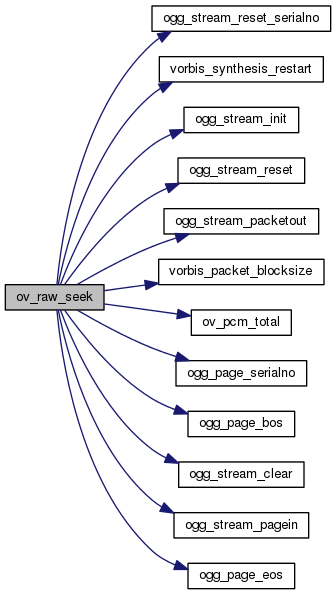 ogg_stream_reset_serialno
vorbis_synthesis_restart
ogg_stream_init
ogg_stream_reset
ogg_stream_packetout
vorbis_packet_blocksize
ov_raw_seek
ov_pcm_total
ogg_page_serialno
ogg_page_bos
ogg_stream_clear
ogg_stream_pagein
ogg_page_eos